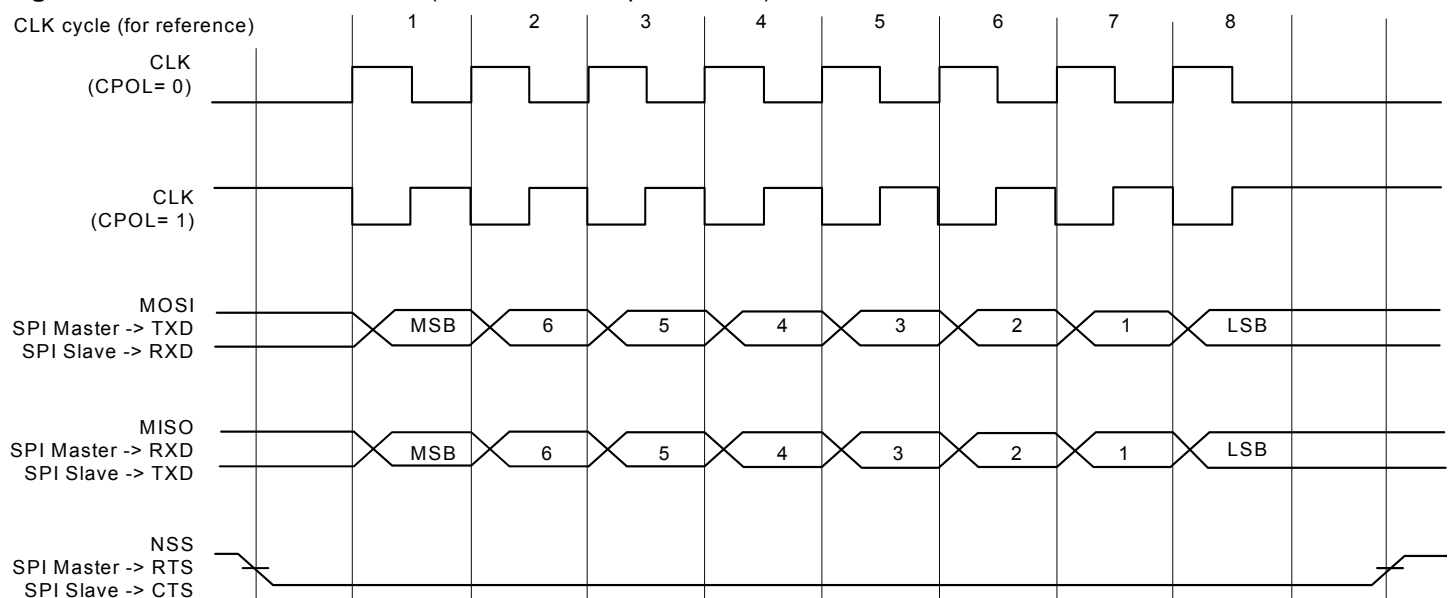 CLK cycle (for reference)
1 2 3 4 5 6 7 8
CLK
(CPOL= 0)
CLK
(CPOL= 1)
MOSI
SPI Master -> TXD
SPI Slave -> RXD
MSB 6 5 4 3 2 1 LSB
MISO
SPI Master -> RXD
SPI Slave -> TXD
MSB 6 5 4 3 2 1 LSB
NSS
SPI Master -> RTS
SPI Slave -> CTS